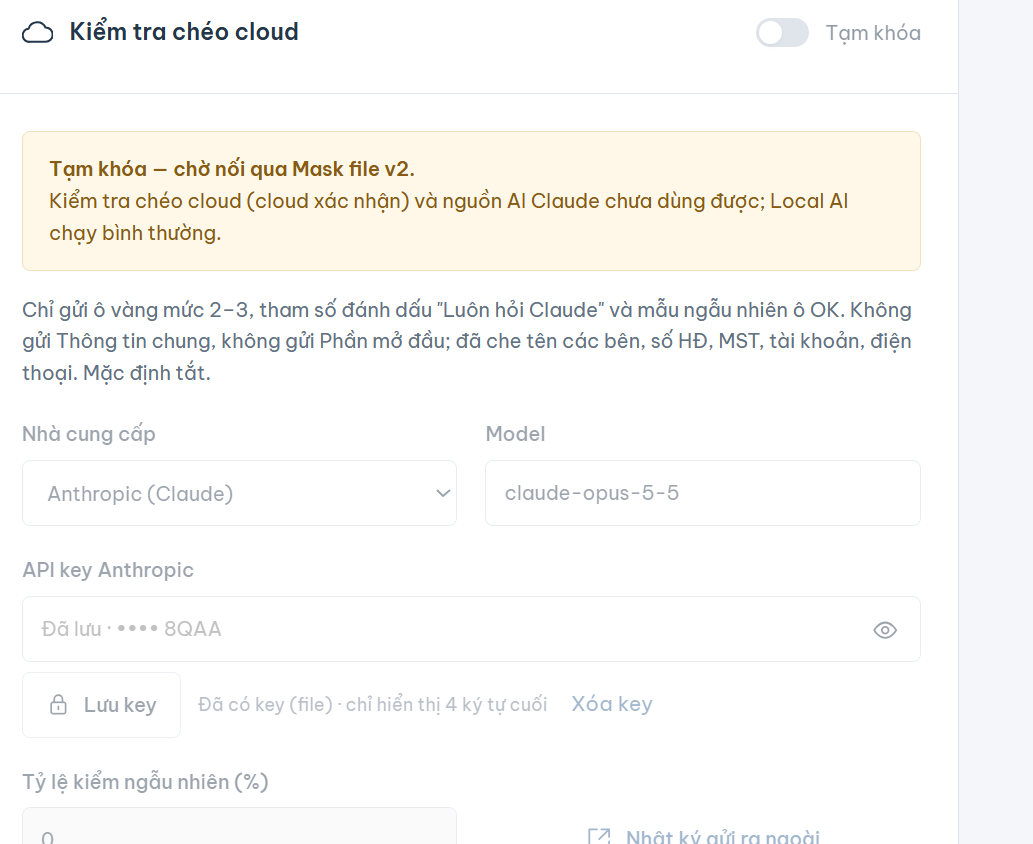 Kiểm tra chéo cloud
Tạm khóa
Tạm khóa — chờ nối qua Mask file v2.
Kiểm tra chéo cloud (cloud xác nhận) và nguồn AI Claude chưa dùng được; Local AI
chạy bình thường.
Chỉ gửi ô vàng mức 2–3, tham số đánh dấu "Luôn hỏi Claude" và mẫu ngẫu nhiên ô OK. Không
gửi Thông tin chung, không gửi Phần mở đầu; đã che tên các bên, số HĐ, MST, tài khoản, điện
thoại. Mặc định tắt.
Nhà cung cấp
Model
Anthropic (Claude)
claude-opus-5-5
API key Anthropic
Đã lưu · •••• 8QAA
Lưu key
Đã có key (file) · chỉ hiển thị 4 ký tự cuối
Xóa key
Tỷ lệ kiểm ngẫu nhiên (%)
0
Nhật ký gửi ra ngoài